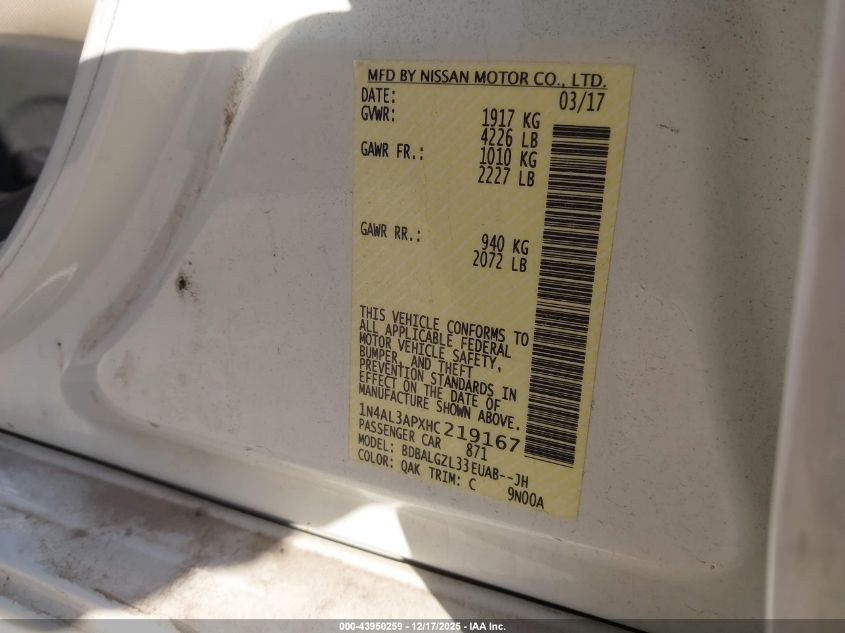 MFD BY NISSAN MOTOR CO., LTD.
DATE: 03/17
GVWR: 1917 KG
4226 LB
GAWR FR.: 1010 KG
2227 LB
GAWR RR.: 940 KG
2072 LB
THIS VEHICLE CONFORMS TO
ALL APPLICABLE FEDERAL
MOTOR VEHICLE SAFETY,
BUMPER, AND THEFT
PREVENTION STANDARDS IN
EFFECT ON THE DATE OF
MANUFACTURE SHOWN ABOVE.
1N4AL3APXHC219167
PASSENGER CAR 871
MODEL: BDBALGZL33EUAB--JH
COLOR: QAK TRIM: C 9N00A
000-43950259 - 12/17/2025 - IAA Inc.